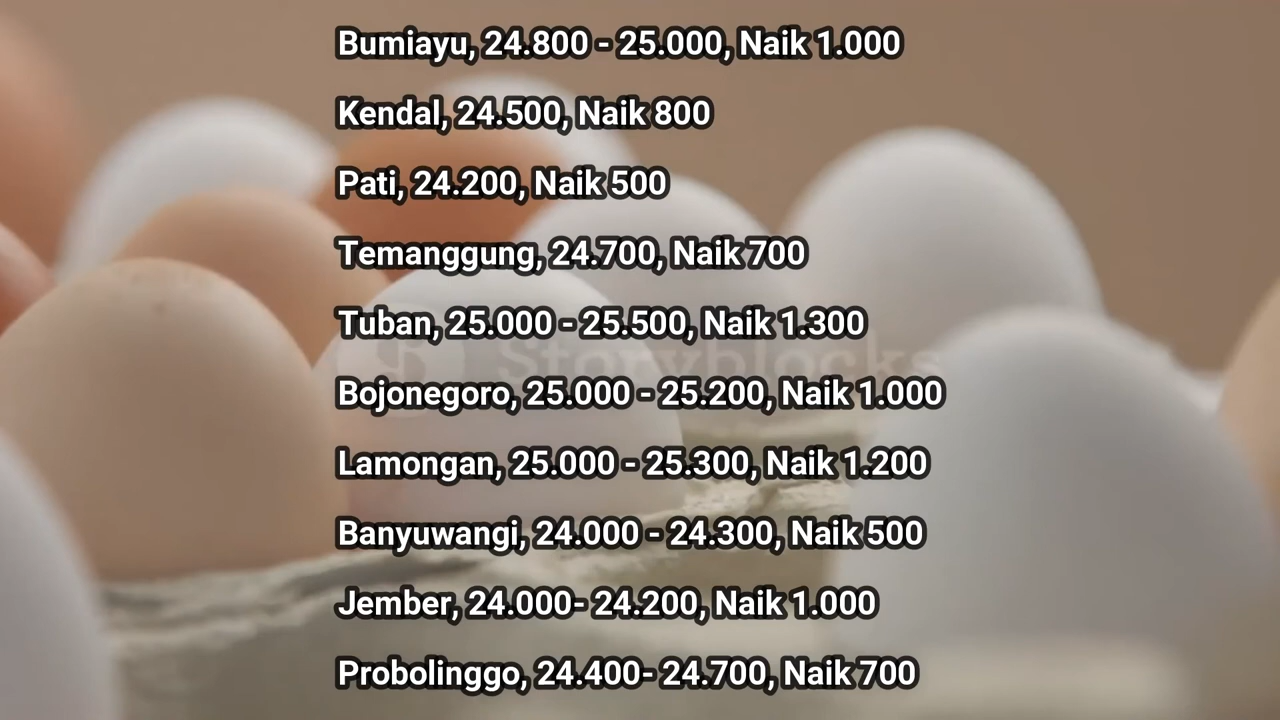 Bumiayu, 24.800 - 25.000, Naik 1.000
Kendal, 24.500, Naik 800
Pati, 24.200, Naik 500
Temanggung, 24.700, Naik 700
Tuban, 25.000 - 25.500, Naik 1.300
Storyblocks
Bojonegoro, 25.000 - 25.200, Naik 1.000
Lamongan, 25.000 - 25.300, Naik 1.200
Banyuwangi, 24.000 - 24.300, Naik 500
Jember, 24.000- 24.200, Naik 1.000
Probolinggo, 24.400- 24.700, Naik 700